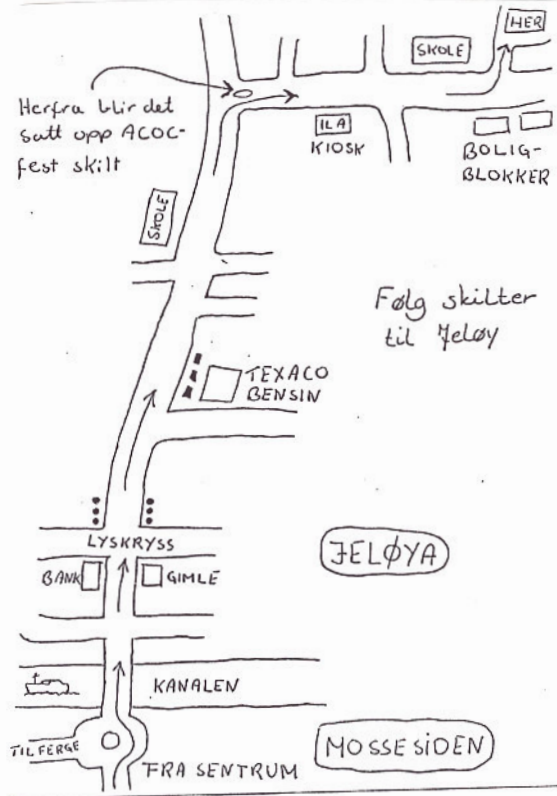 HER
SKOLE
Herfra blir det
satt opp ACOC-
fest skilt
ILA
KIOSK
BOLIG-
BLOKKER
SKOLE
Følg skilter
til Jeløy
TEXACO
BENSIN
LYSKRYSS
BANK
GIMLE
JELØYA
KANALEN
TIL FERGE
FRA SENTRUM
MOSSESIDEN